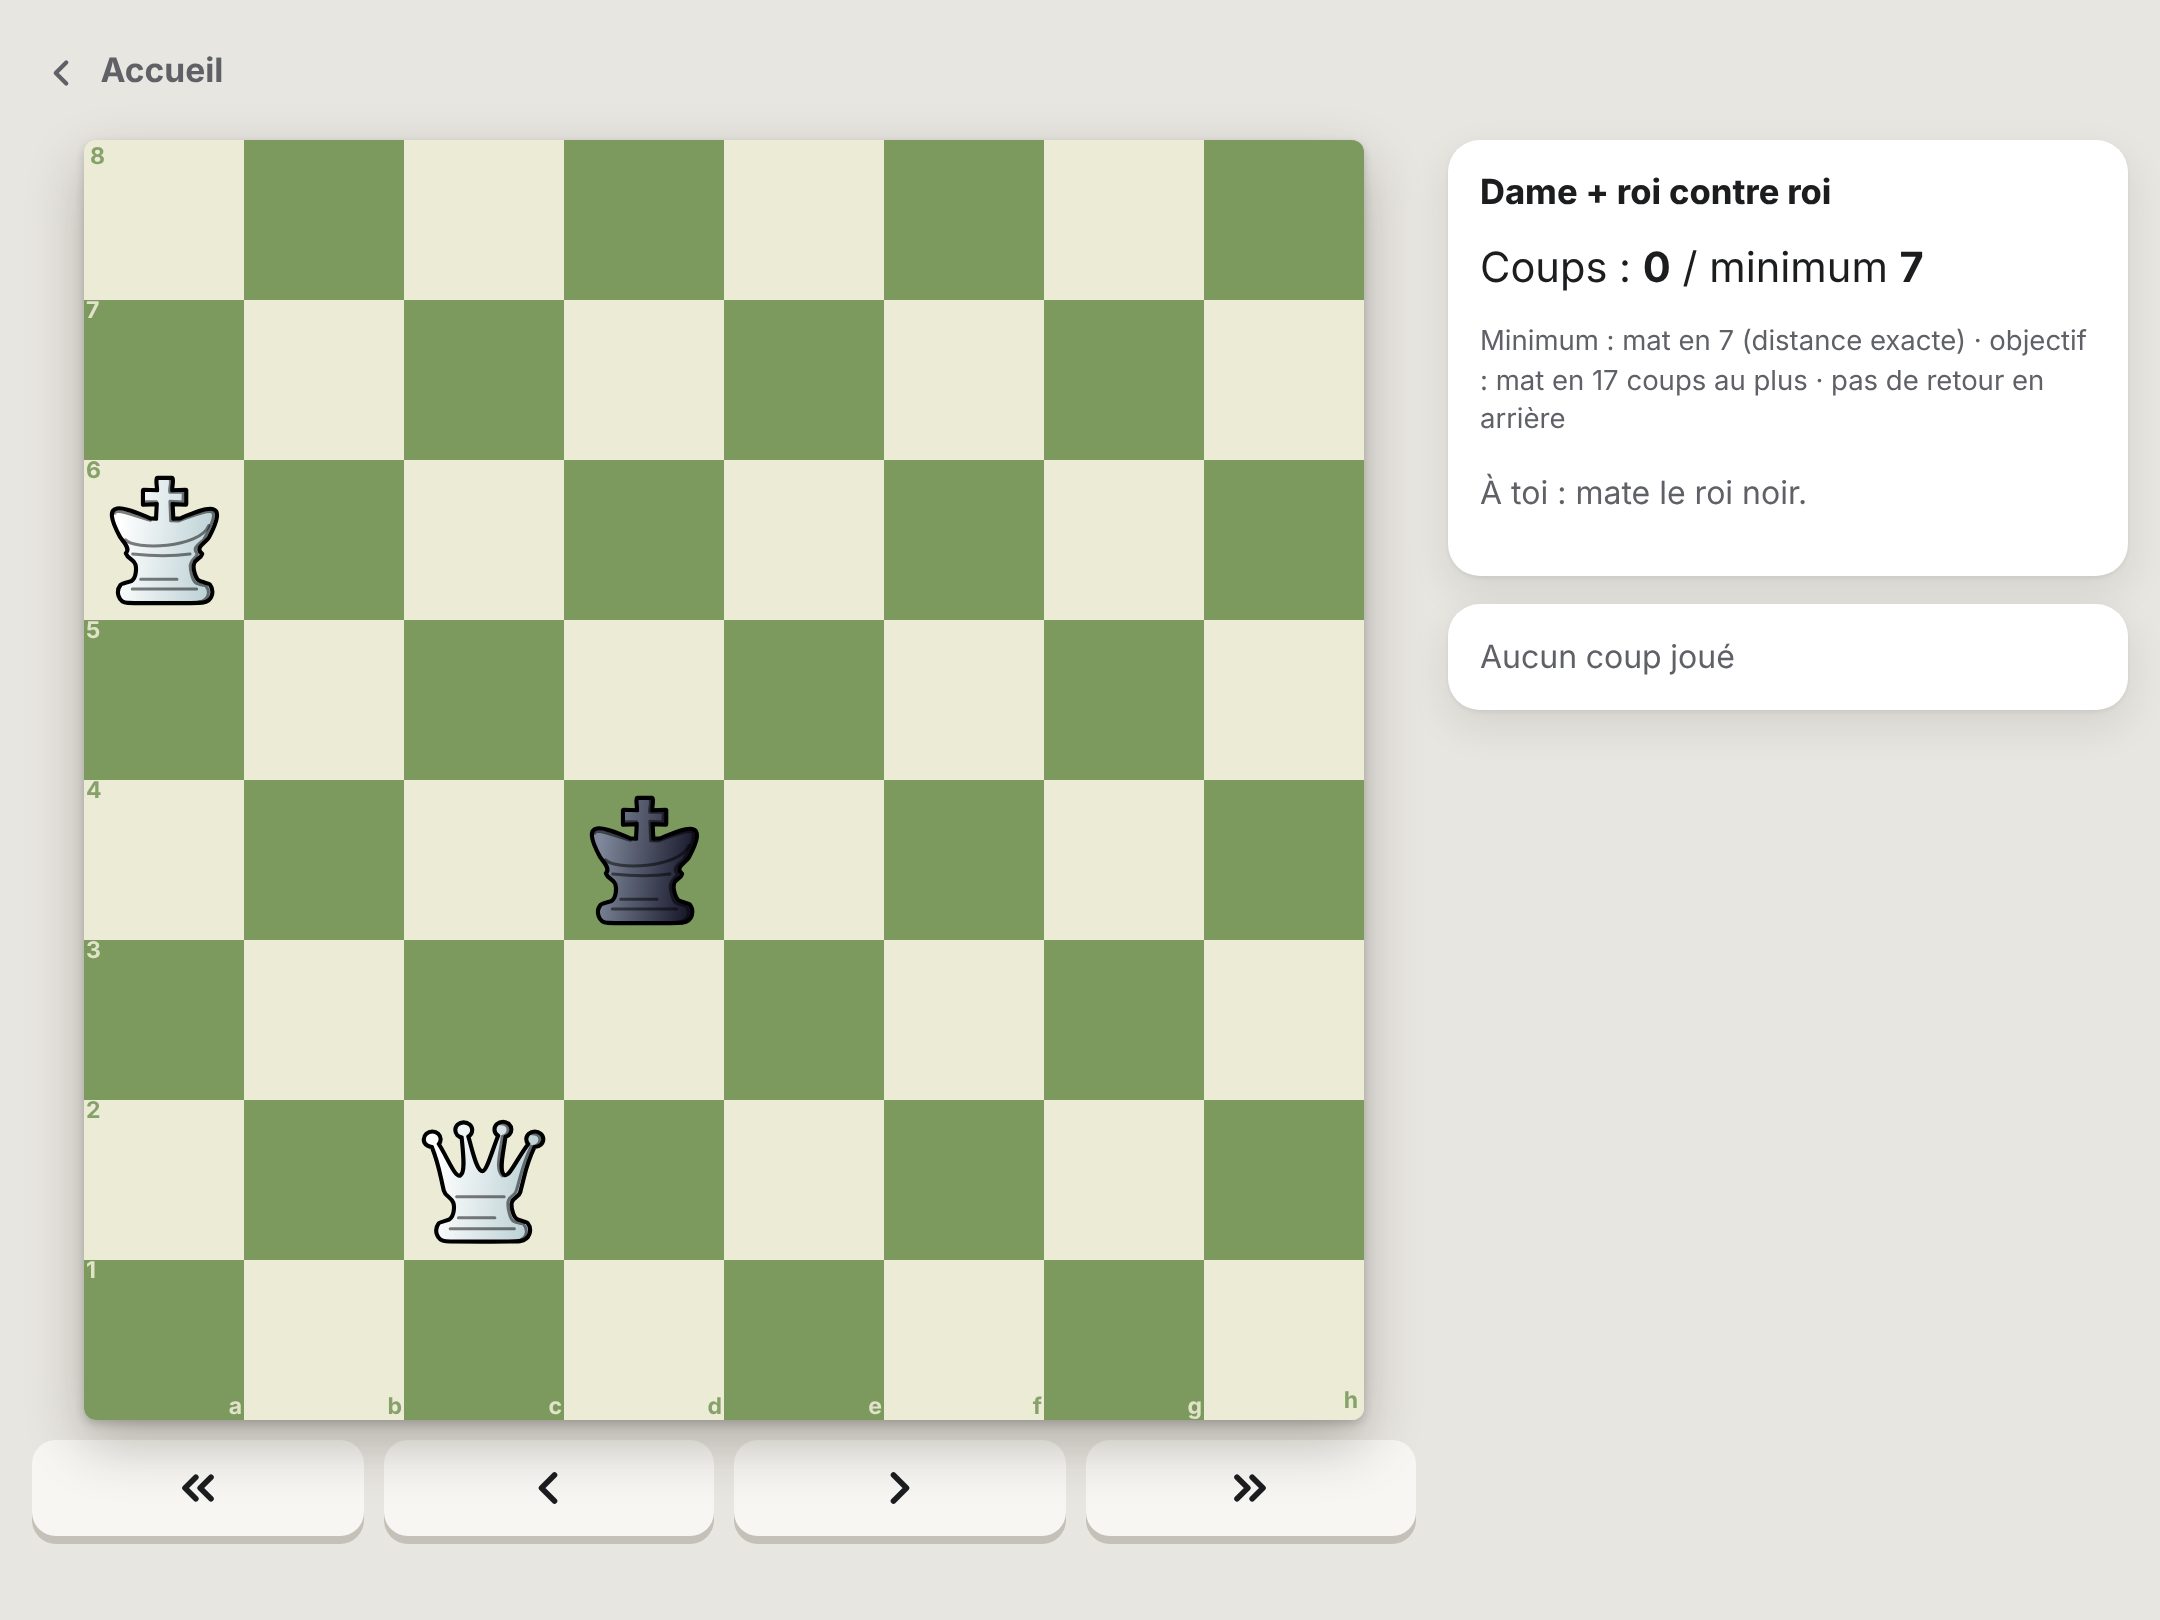 Accueil
8
7
6
5
4
3
2
1
a b c d e f g h
Dame + roi contre roi
Coups : 0 / minimum 7
Minimum : mat en 7 (distance exacte) · objectif
: mat en 17 coups au plus · pas de retour en
arrière
À toi : mate le roi noir.
Aucun coup joué